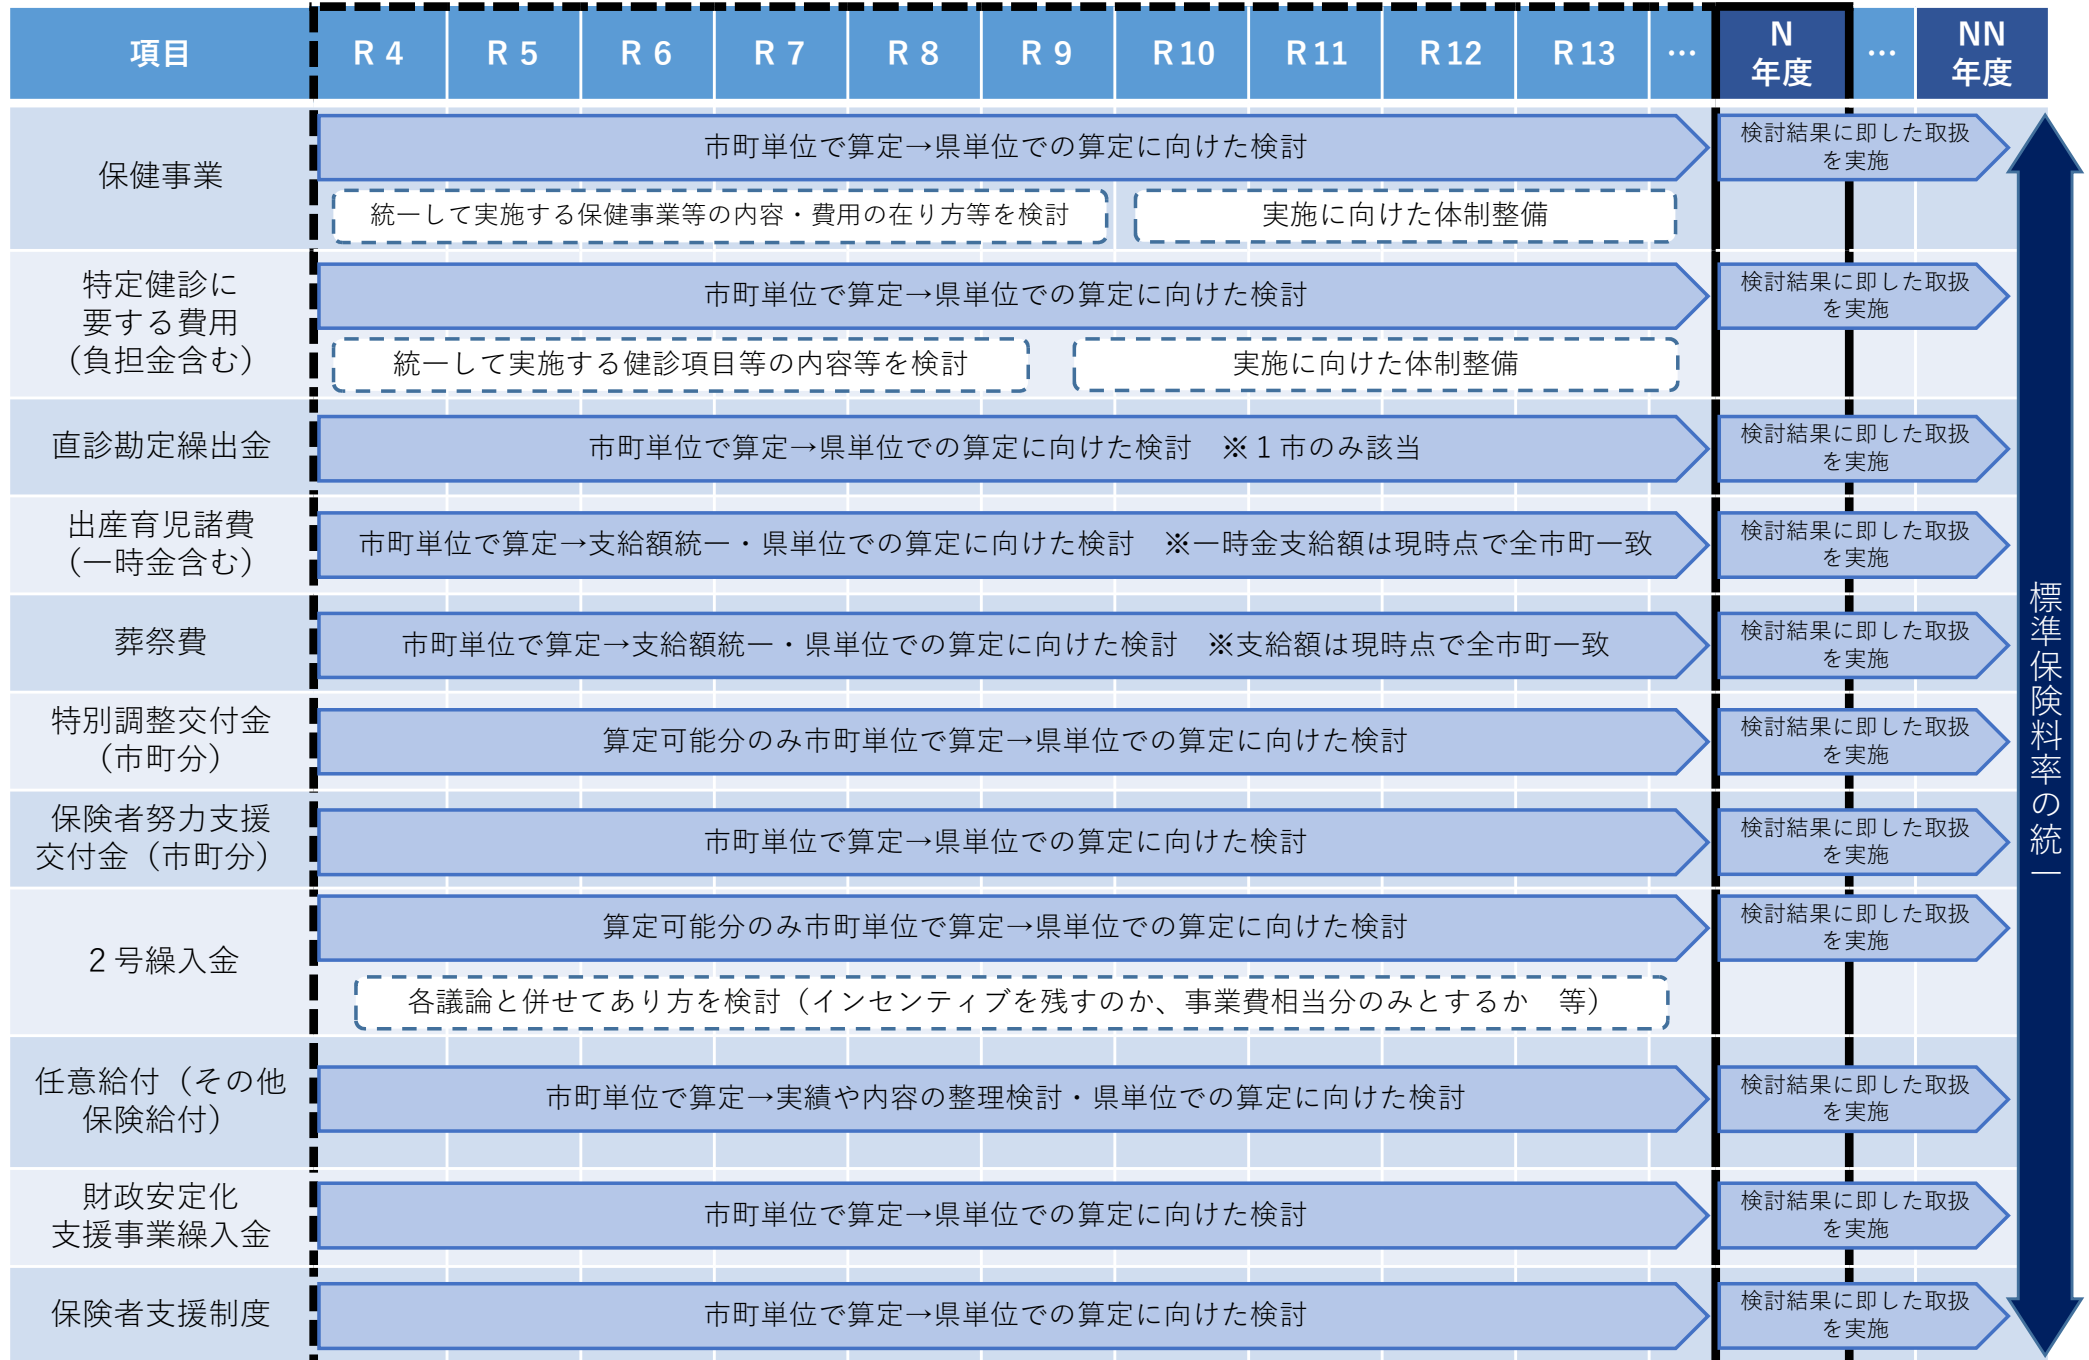 項目 R 4 R 5 R 6 R 7 R 8 R 9 R10 R11 R12 R13 … N 年度 … NN 年度
保健事業
市町単位で算定→県単位での算定に向けた検討
検討結果に即した取扱
を実施
統一して実施する保健事業等の内容・費用の在り方等を検討
実施に向けた体制整備
特定健診に
要する費用
（負担金含む）
市町単位で算定→県単位での算定に向けた検討
検討結果に即した取扱
を実施
統一して実施する健診項目等の内容等を検討
実施に向けた体制整備
直診勘定繰出金
市町単位で算定→県単位での算定に向けた検討　※１市のみ該当
検討結果に即した取扱
を実施
出産育児諸費
（一時金含む）
市町単位で算定→支給額統一・県単位での算定に向けた検討　※一時金支給額は現時点で全市町一致
検討結果に即した取扱
を実施
葬祭費
市町単位で算定→支給額統一・県単位での算定に向けた検討　※支給額は現時点で全市町一致
検討結果に即した取扱
を実施
特別調整交付金
（市町分）
算定可能分のみ市町単位で算定→県単位での算定に向けた検討
検討結果に即した取扱
を実施
保険者努力支援
交付金（市町分）
市町単位で算定→県単位での算定に向けた検討
検討結果に即した取扱
を実施
２号繰入金
算定可能分のみ市町単位で算定→県単位での算定に向けた検討
検討結果に即した取扱
を実施
各議論と併せてあり方を検討（インセンティブを残すのか、事業費相当分のみとするか　等）
任意給付（その他
保険給付）
市町単位で算定→実績や内容の整理検討・県単位での算定に向けた検討
検討結果に即した取扱
を実施
財政安定化
支援事業繰入金
市町単位で算定→県単位での算定に向けた検討
検討結果に即した取扱
を実施
保険者支援制度
市町単位で算定→県単位での算定に向けた検討
検討結果に即した取扱
を実施
標準保険料率の統一